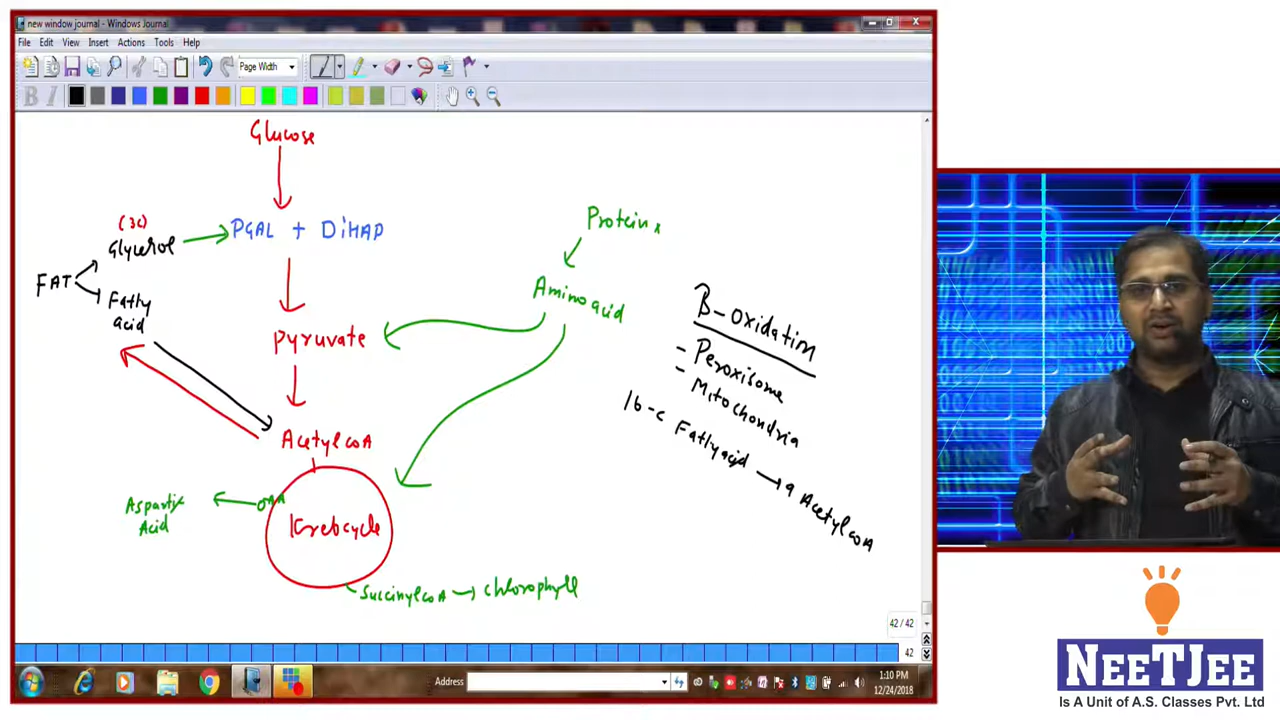 new window journal - Windows Journal
File Edit View Insert Actions Tools Help
Page Width
Glucose
(3C)
Glycerol
PGAL + DiHAP
FAT
Fatty
acid
Protein
Amino acid
Pyruvate
Acetyl coA
OAA
Aspartic
Acid
Krebcycle
Succinyl coA → chlorophyll
B-oxidation
- Peroxisome
- Mitochondria
16-c Fatty acid → 9 Acetyl coA
42 / 42
42
Address
1:10 PM
12/24/2018
NEETJEE
Is A Unit of A.S. Classes Pvt. Ltd